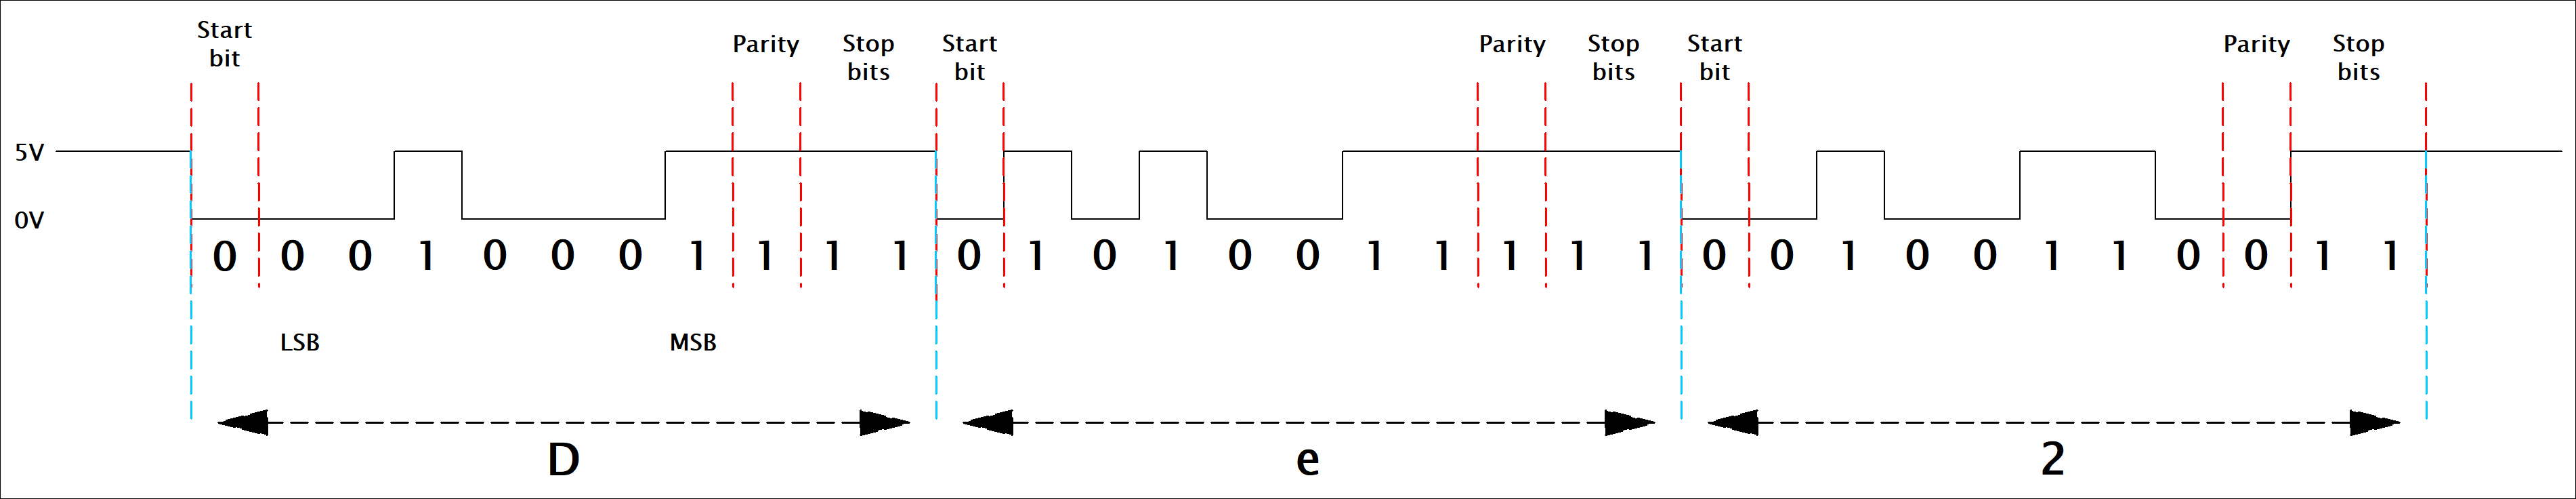 Start bit
Parity
Stop bits
Start bit
Parity
Stop bits
Start bit
Parity
Stop bits
5V
0V
0 0 0 1 0 0 0 1 1 1 1 0 1 0 1 0 0 1 1 1 1 1 0 0 1 0 0 1 1 0 0 1 1
LSB
MSB
D
e
2